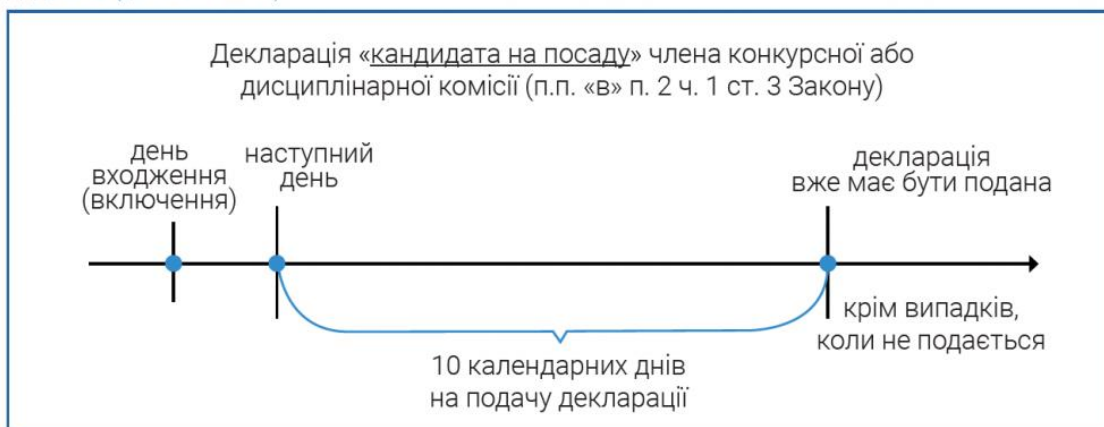 Декларація «кандидата на посаду» члена конкурсної або
дисциплінарної комісії (п.п. «в» п. 2 ч. 1 ст. 3 Закону)
день
входження
(включення)
наступний
день
декларація
вже має бути подана
крім випадків,
коли не подається
10 календарних днів
на подачу декларації